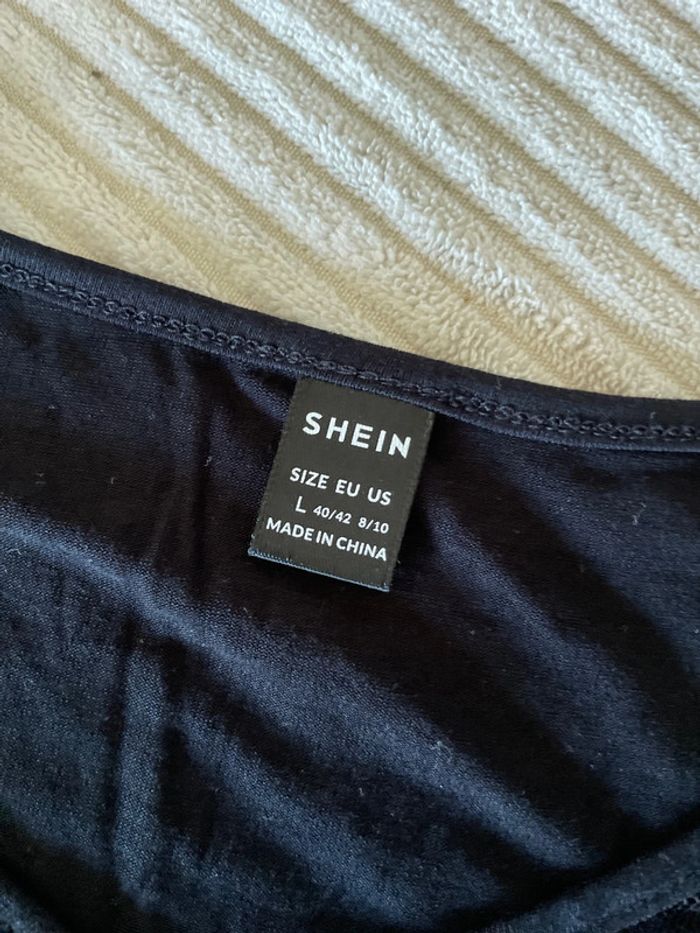 SHEIN
SIZE EU US
L 40/42 8/10
MADE IN CHINA